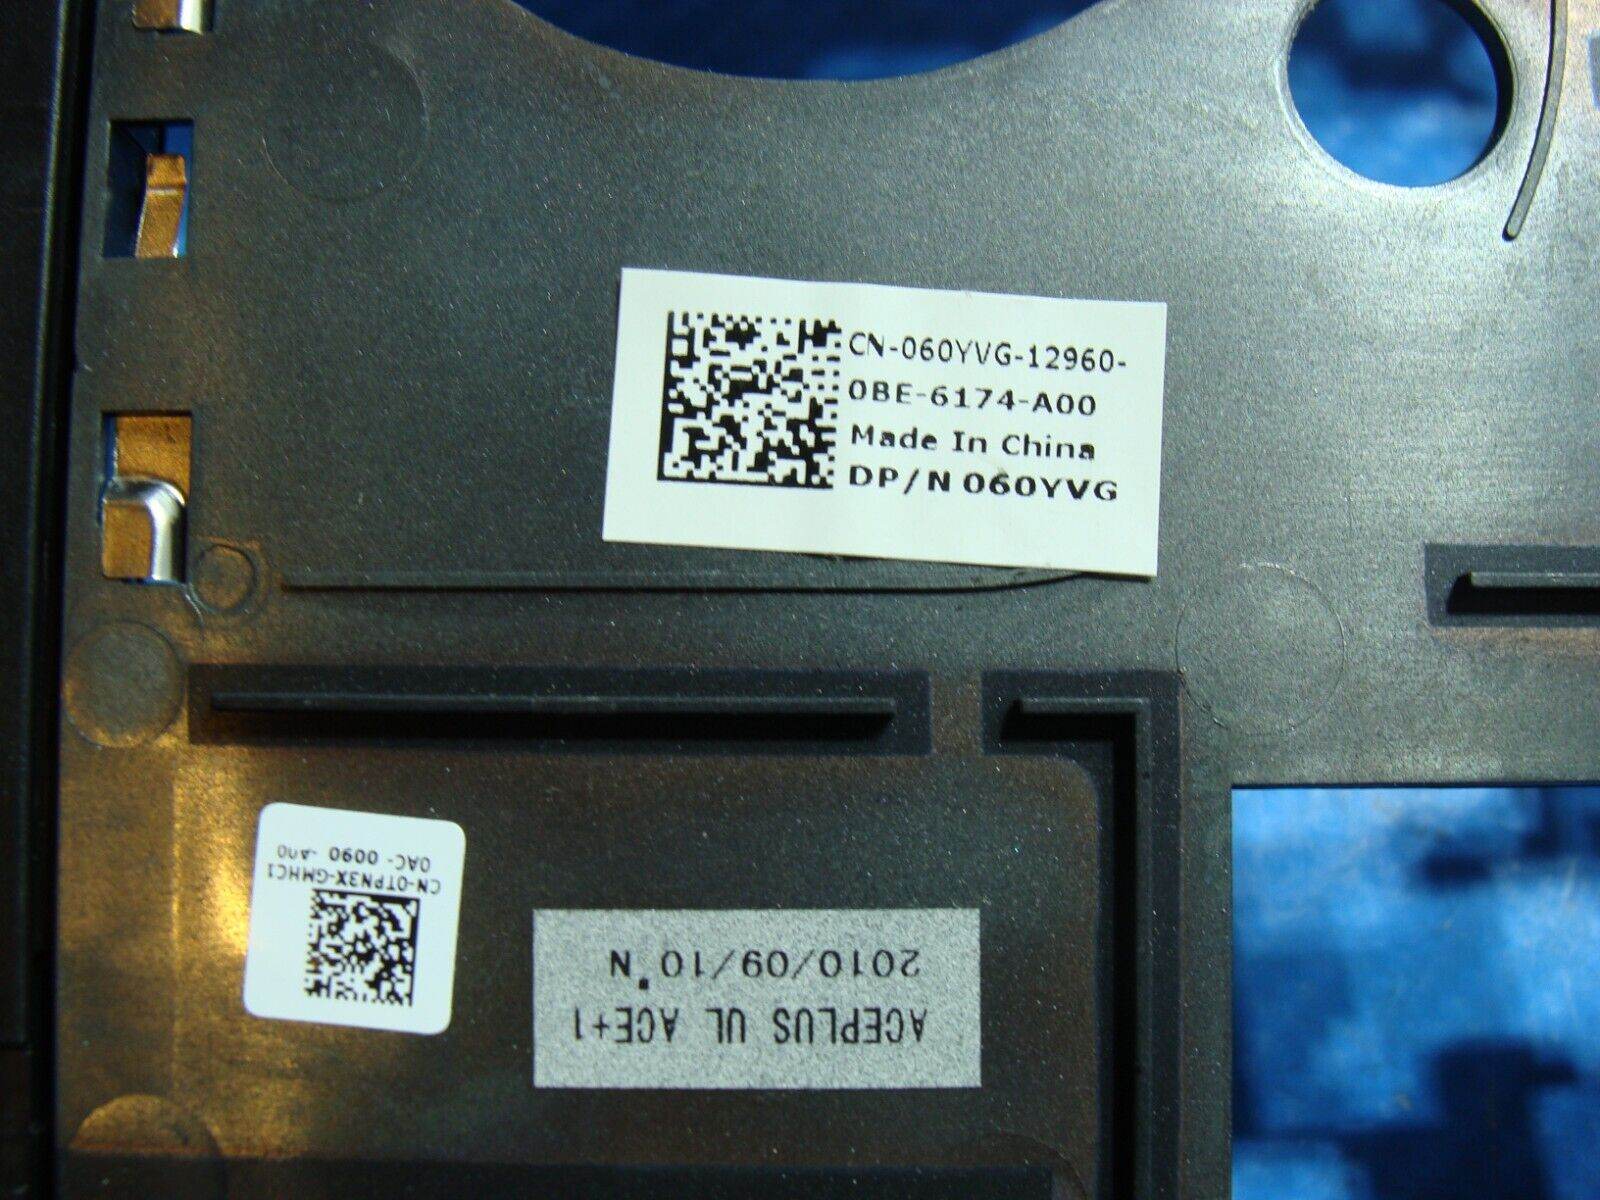 CN-060YVG-12960-
0BE-6174-A00
Made In China
DP/N 060YVG
CN-0TPN3X-GMHC1
0AC- 0090 -A00
ACEPLUS UL ACE+1
2010/09/10 N